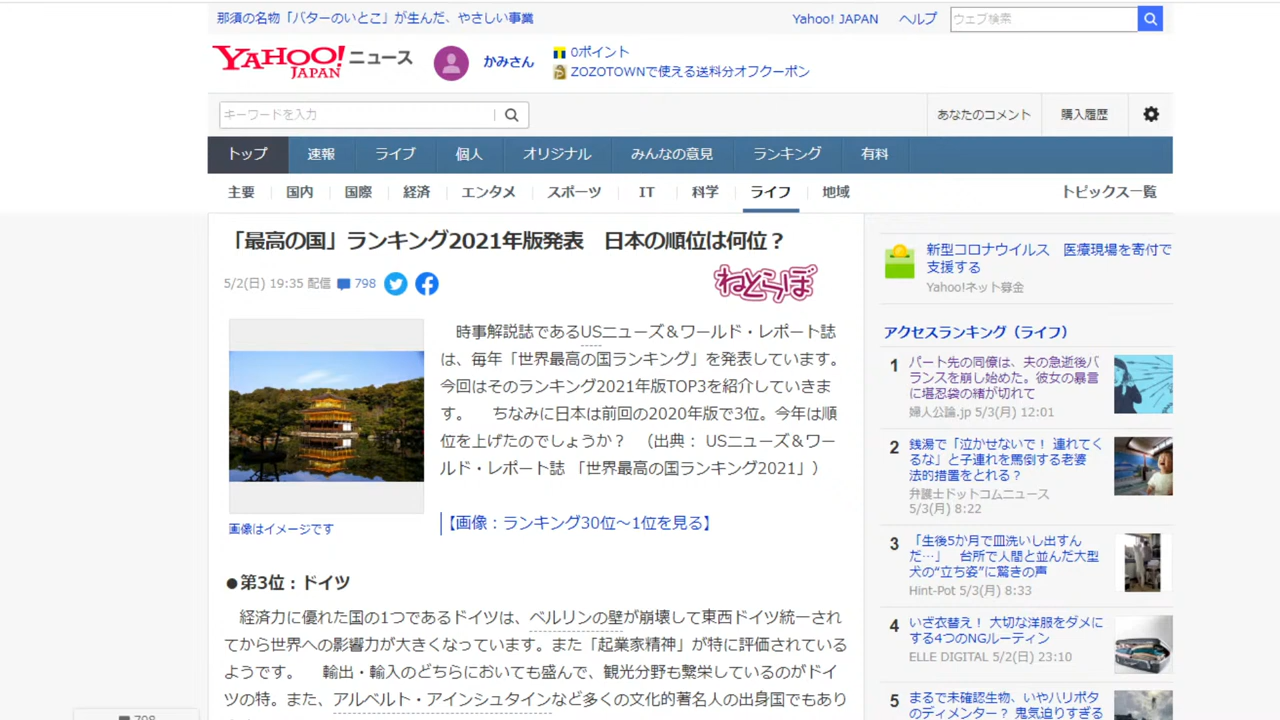 那須の名物「バターのいとこ」が生んだ、やさしい事業
Yahoo! JAPAN ヘルプ ウェブ検索
YAHOO! JAPAN ニュース
かみさん
0ポイント
ZOZOTOWNで使える送料分オフクーポン
キーワードを入力
あなたのコメント 購入履歴
トップ 速報 ライブ 個人 オリジナル みんなの意見 ランキング 有料
主要 国内 国際 経済 エンタメ スポーツ IT 科学 ライフ 地域 トピックス一覧
「最高の国」ランキング2021年版発表 日本の順位は何位？
5/2(日) 19:35 配信 798
ねとらぼ
時事解説誌であるUSニューズ＆ワールド・レポート誌
は、毎年「世界最高の国ランキング」を発表しています。
今回はそのランキング2021年版TOP3を紹介していきま
す。 ちなみに日本は前回の2020年版で3位。今年は順
位を上げたのでしょうか？ （出典： USニューズ＆ワー
ルド・レポート誌 「世界最高の国ランキング2021」）
画像はイメージです
【画像：ランキング30位〜1位を見る】
●第3位：ドイツ
経済力に優れた国の1つであるドイツは、ベルリンの壁が崩壊して東西ドイツ統一され
てから世界への影響力が大きくなっています。また「起業家精神」が特に評価されている
ようです。 輸出・輸入のどちらにおいても盛んで、観光分野も繁栄しているのがドイ
ツの特。また、アルベルト・アインシュタインなど多くの文化的著名人の出身国でもあり
798
新型コロナウイルス 医療現場を寄付で
支援する
Yahoo!ネット募金
アクセスランキング（ライフ）
1 パート先の同僚は、夫の急逝後バ
ランスを崩し始めた。彼女の暴言
に堪忍袋の緒が切れて
婦人公論.jp 5/3(月) 12:01
2 銭湯で「泣かせないで！ 連れてく
るな」と子連れを罵倒する老婆
法的措置をとれる？
弁護士ドットコムニュース
5/3(月) 8:22
3 「生後5か月で皿洗いし出すん
だ…」 台所で人間と並んだ大型
犬の“立ち姿”に驚きの声
Hint-Pot 5/3(月) 8:33
4 いざ衣替え！ 大切な洋服をダメに
する4つのNGルーティン
ELLE DIGITAL 5/2(日) 23:10
5 まるで未確認生物、いやハリポタ
のディメンター？ 鬼気迫りすぎる